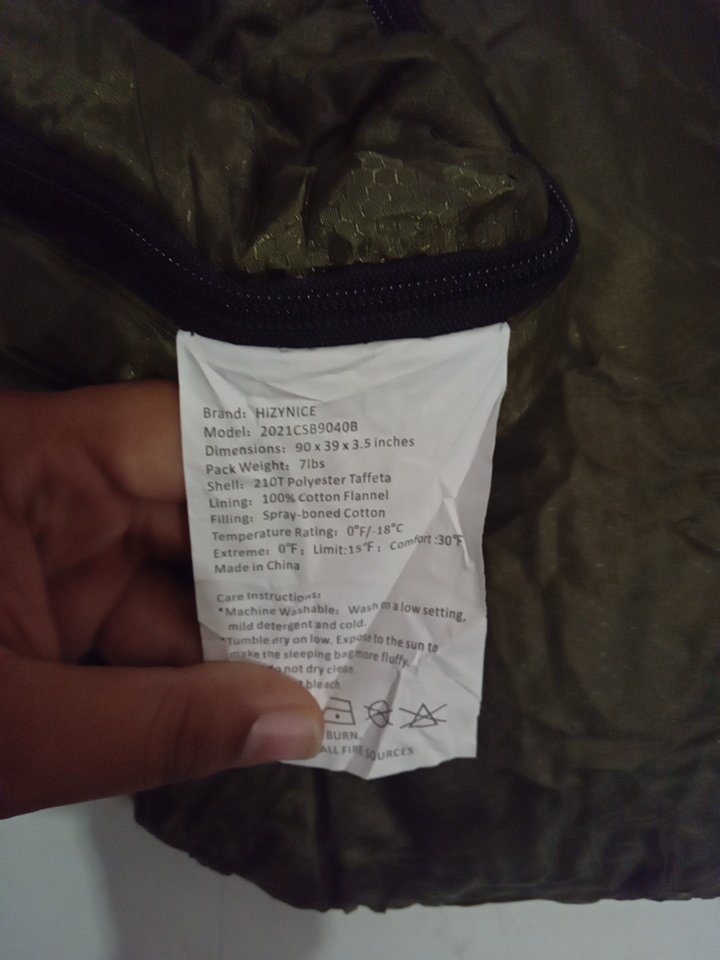 Brand: HiZYNICE
Model: 2021CSB9040B
Dimensions: 90 x 39 x 3.5 inches
Pack Weight: 7lbs
Shell: 210T Polyester Taffeta
Lining: 100% Cotton Flannel
Filling: Spray-boned Cotton
Temperature Rating: 0°F/-18°C
Extreme: 0°F; Limit:15°F; Comfort:30°F
Made in China
Care Instructions:
*Machine Washable; Wash on a low setting,
mild detergent and cold.
*Tumble dry on low. Expose to the sun to
make the sleeping bag more fluffy.
do not dry clean
bleach
BURN.
ALL FIRE SOURCES